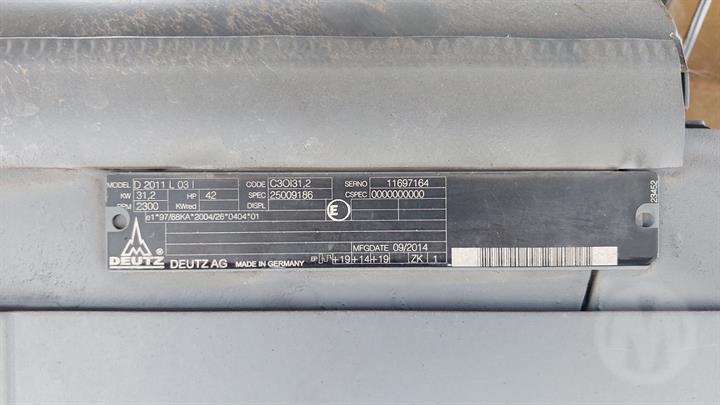 MODEL D 2011 L 03 I CODE C3OI31,2 SERNO 11697164
KW 31,2 HP 42 SPEC 25009186 CSPEC 0000000000
RPM 2300 KWred DISPL
E
e1*97/68KA*2004/26*0404*01
MFGDATE 09/2014
DEUTZ ® DEUTZ AG MADE IN GERMANY EP +19+14+19 ZK 1
23452
M